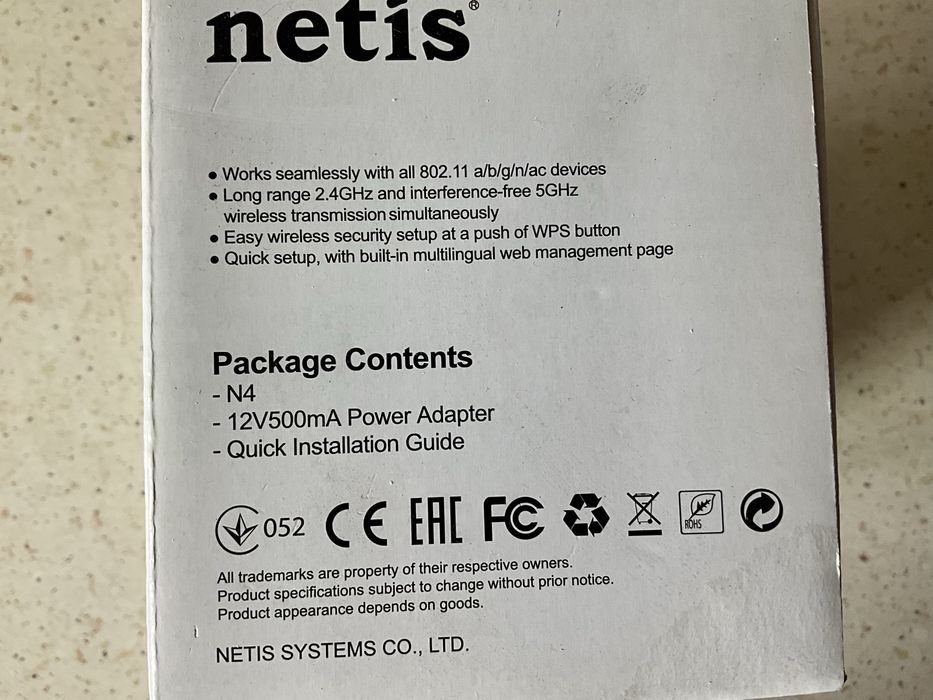 netis®
● Works seamlessly with all 802.11 a/b/g/n/ac devices
● Long range 2.4GHz and interference-free 5GHz
wireless transmission simultaneously
● Easy wireless security setup at a push of WPS button
● Quick setup, with built-in multilingual web management page
Package Contents
- N4
- 12V500mA Power Adapter
- Quick Installation Guide
052 CE EAC FC ROHS
All trademarks are property of their respective owners.
Product specifications subject to change without prior notice.
Product appearance depends on goods.
NETIS SYSTEMS CO., LTD.